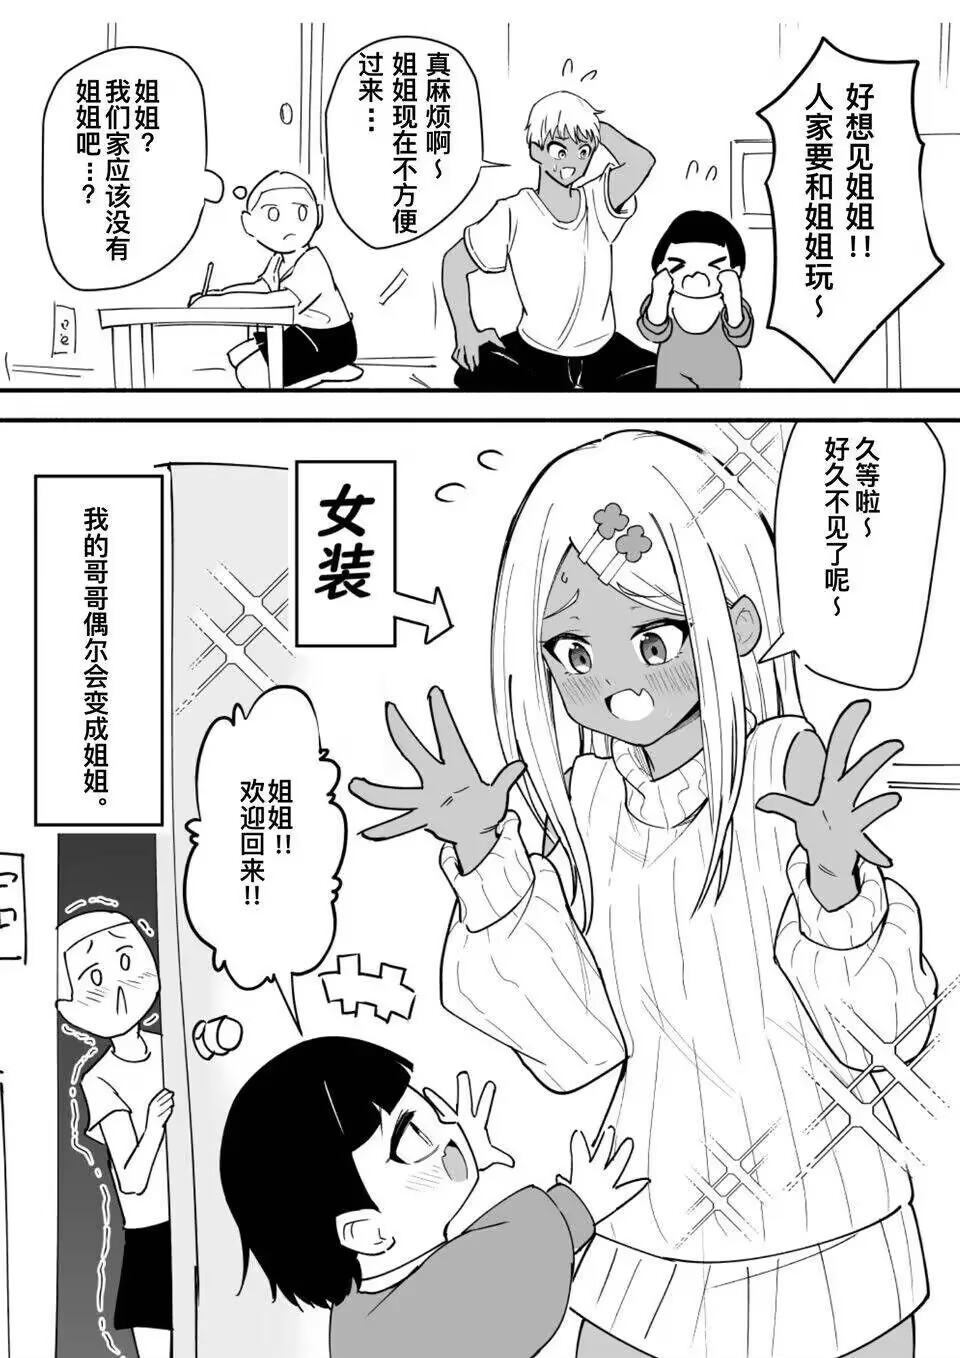 好想见姐姐!!
人家要和姐姐玩～
真麻烦啊～
姐姐现在不方便
过来…
姐姐？
我们家应该没有
姐姐吧…?
久等啦～
好久不见了呢～
女装
我的哥哥偶尔会变成姐姐。
姐姐!!
欢迎回来!!